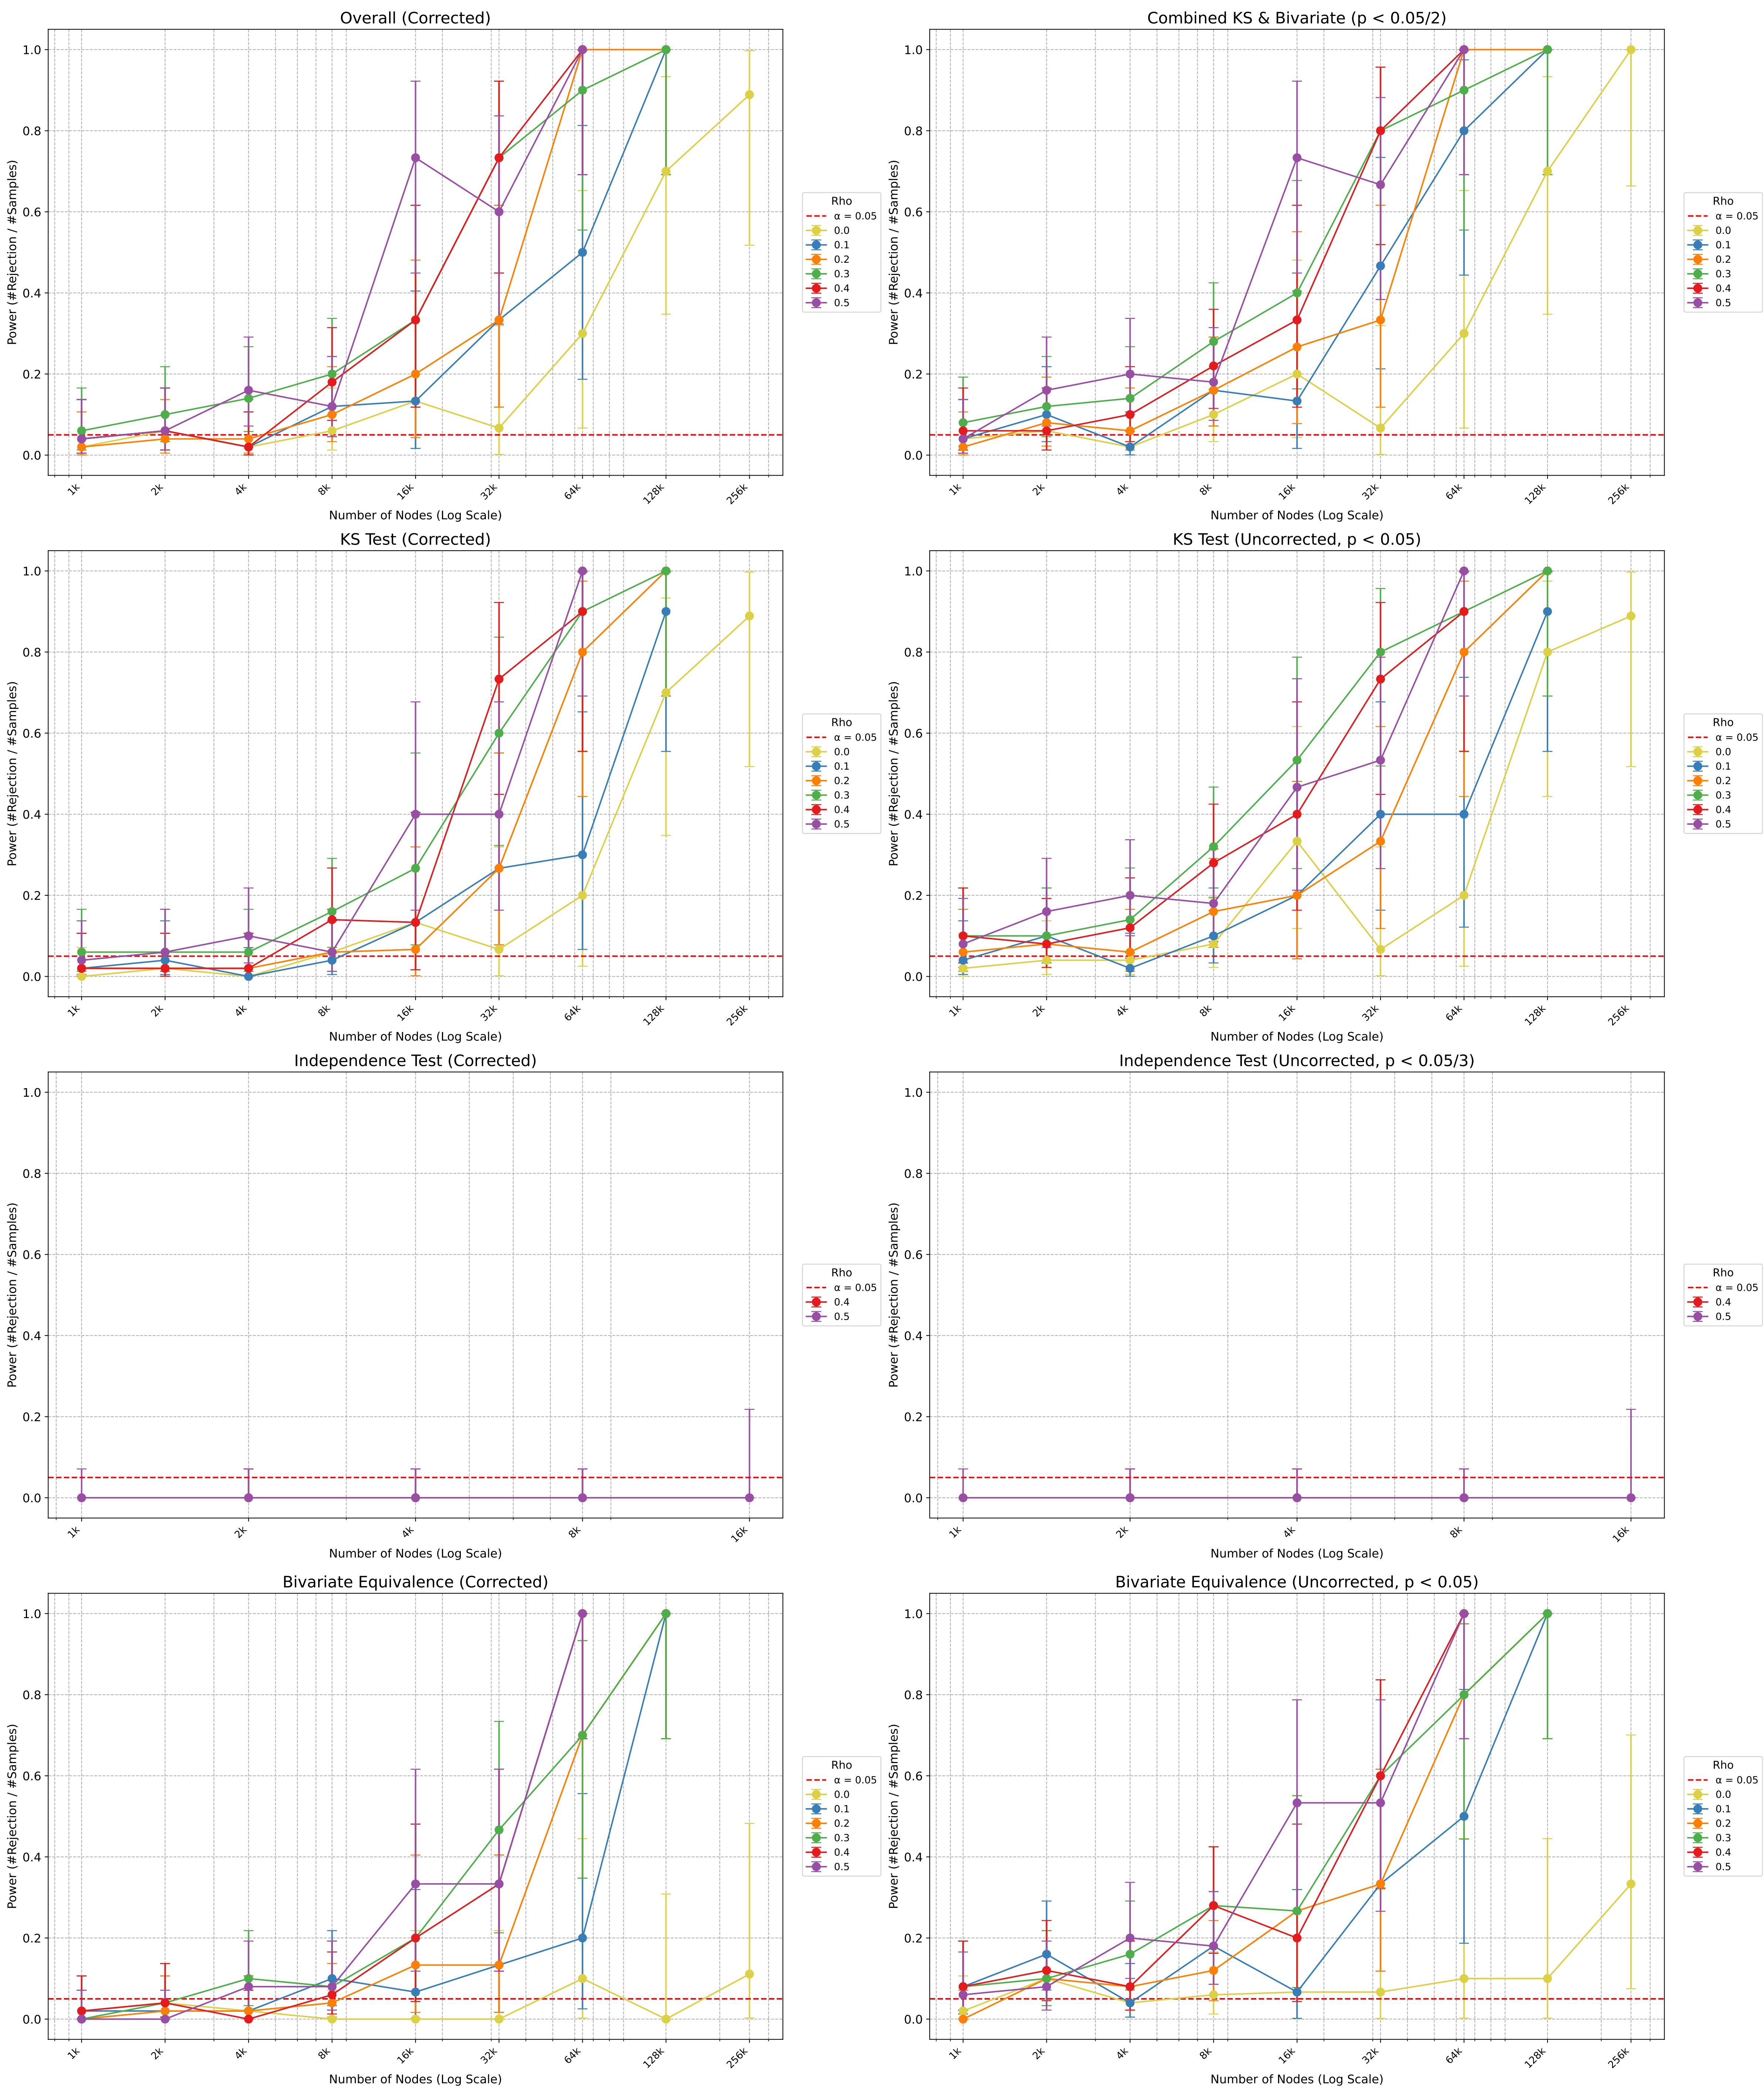 Overall (Corrected)
Power (#Rejection / #Samples)
1.0
0.8
0.6
0.4
0.2
0.0
1k
2k
4k
8k
16k
32k
64k
128k
256k
Number of Nodes (Log Scale)
Rho
α = 0.05
0.0
0.1
0.2
0.3
0.4
0.5
Combined KS & Bivariate (p < 0.05/2)
Power (#Rejection / #Samples)
1.0
0.8
0.6
0.4
0.2
0.0
1k
2k
4k
8k
16k
32k
64k
128k
256k
Number of Nodes (Log Scale)
Rho
α = 0.05
0.0
0.1
0.2
0.3
0.4
0.5
KS Test (Corrected)
Power (#Rejection / #Samples)
1.0
0.8
0.6
0.4
0.2
0.0
1k
2k
4k
8k
16k
32k
64k
128k
256k
Number of Nodes (Log Scale)
Rho
α = 0.05
0.0
0.1
0.2
0.3
0.4
0.5
KS Test (Uncorrected, p < 0.05)
Power (#Rejection / #Samples)
1.0
0.8
0.6
0.4
0.2
0.0
1k
2k
4k
8k
16k
32k
64k
128k
256k
Number of Nodes (Log Scale)
Rho
α = 0.05
0.0
0.1
0.2
0.3
0.4
0.5
Independence Test (Corrected)
Power (#Rejection / #Samples)
1.0
0.8
0.6
0.4
0.2
0.0
1k
2k
4k
8k
16k
Number of Nodes (Log Scale)
Rho
α = 0.05
0.4
0.5
Independence Test (Uncorrected, p < 0.05/3)
Power (#Rejection / #Samples)
1.0
0.8
0.6
0.4
0.2
0.0
1k
2k
4k
8k
16k
Number of Nodes (Log Scale)
Rho
α = 0.05
0.4
0.5
Bivariate Equivalence (Corrected)
Power (#Rejection / #Samples)
1.0
0.8
0.6
0.4
0.2
0.0
1k
2k
4k
8k
16k
32k
64k
128k
256k
Number of Nodes (Log Scale)
Rho
α = 0.05
0.0
0.1
0.2
0.3
0.4
0.5
Bivariate Equivalence (Uncorrected, p < 0.05)
Power (#Rejection / #Samples)
1.0
0.8
0.6
0.4
0.2
0.0
1k
2k
4k
8k
16k
32k
64k
128k
256k
Number of Nodes (Log Scale)
Rho
α = 0.05
0.0
0.1
0.2
0.3
0.4
0.5